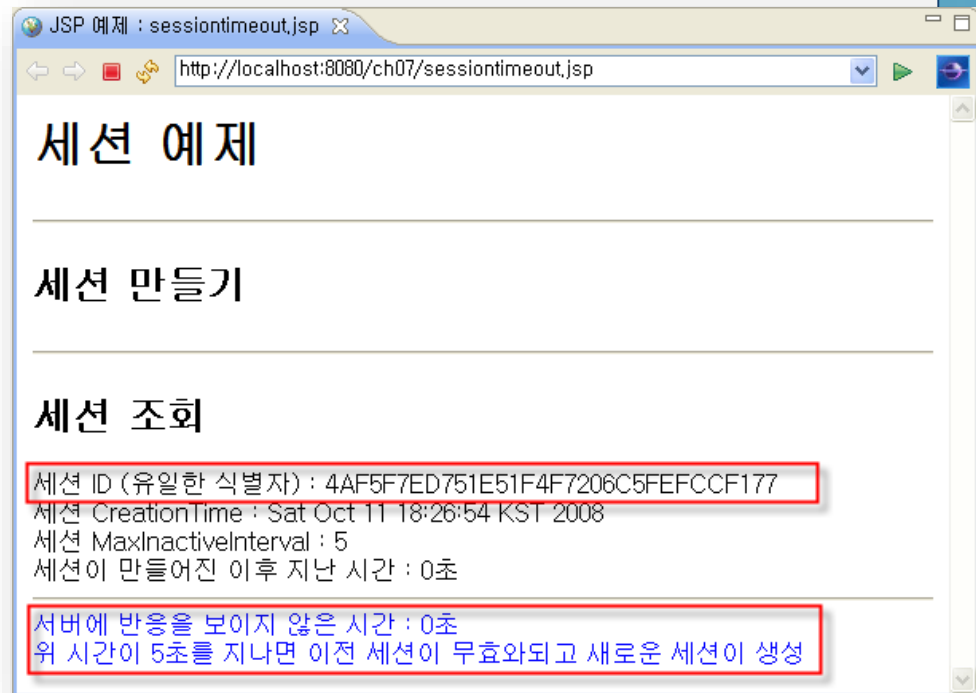 JSP 예제 : sessiontimeout.jsp
http://localhost:8080/ch07/sessiontimeout.jsp
세션 예제
세션 만들기
세션 조회
세션 ID (유일한 식별자) : 4AF5F7ED751E51F4F7206C5FEFCCF177
세션 CreationTime : Sat Oct 11 18:26:54 KST 2008
세션 MaxInactiveInterval : 5
세션이 만들어진 이후 지난 시간 : 0초
서버에 반응을 보이지 않은 시간 : 0초
위 시간이 5초를 지나면 이전 세션이 무효와되고 새로운 세션이 생성